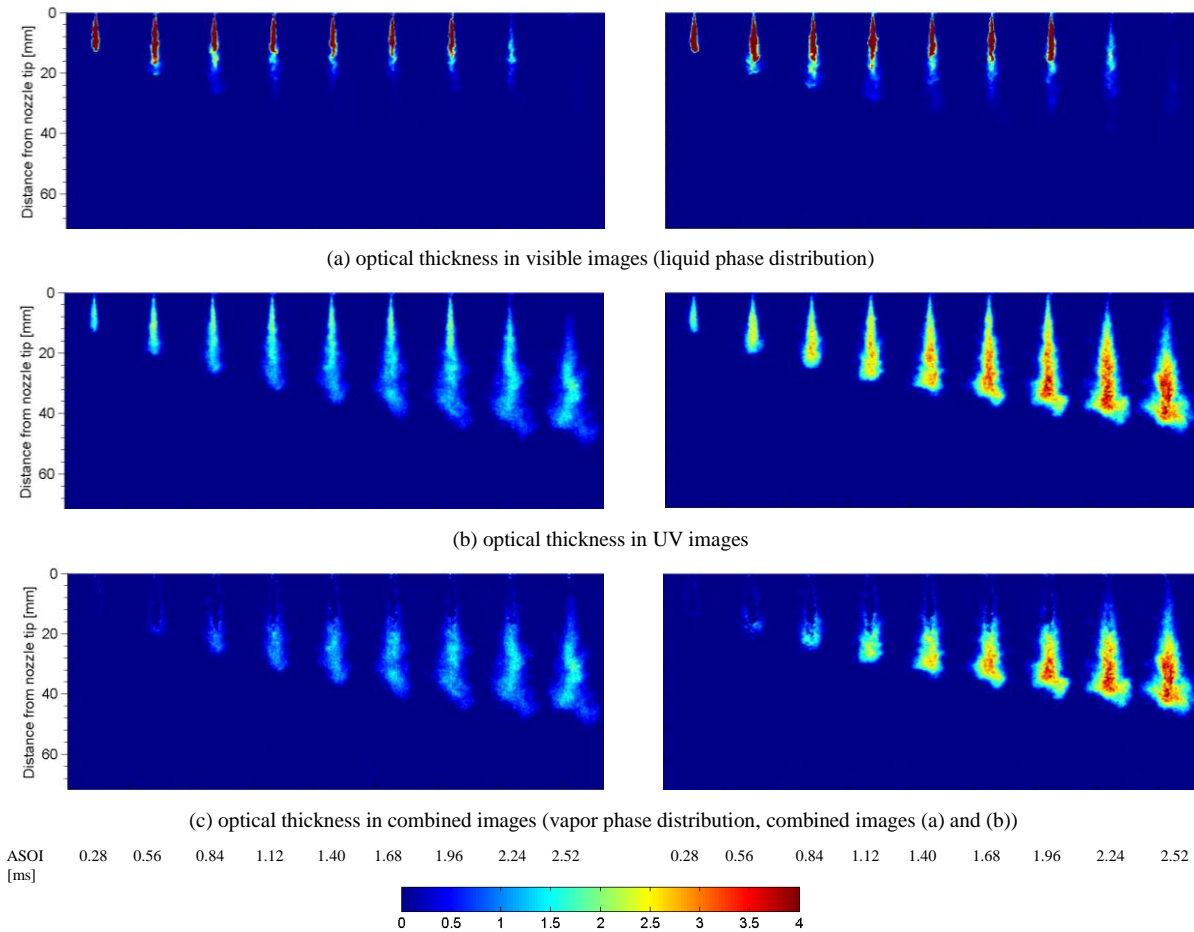 0
20
40
60
Distance from nozzle tip [mm]
(a) optical thickness in visible images (liquid phase distribution)
0
20
40
60
Distance from nozzle tip [mm]
(b) optical thickness in UV images
0
20
40
60
Distance from nozzle tip [mm]
(c) optical thickness in combined images (vapor phase distribution, combined images (a) and (b))
ASOI 0.28 0.56 0.84 1.12 1.40 1.68 1.96 2.24 2.52 0.28 0.56 0.84 1.12 1.40 1.68 1.96 2.24 2.52
[ms]
0 0.5 1 1.5 2 2.5 3 3.5 4